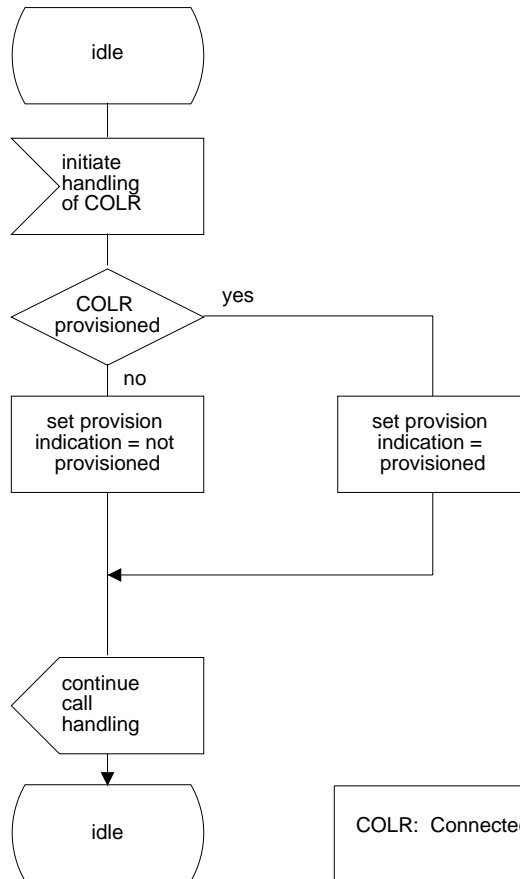 idle
initiate
handling
of COLR
COLR
provisioned
yes
no
set provision
indication = not
provisioned
set provision
indication =
provisioned
continue
call
handling
idle
COLR: Connected